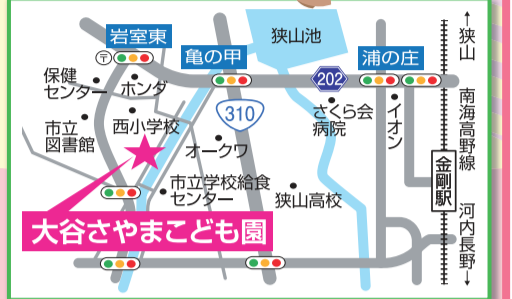 岩室東
亀の甲
狭山池
浦の庄
202
310
〒
保健
センター
ホンダ
市立
図書館
西小学校
オークワ
さくら会
病院
イオン
市立学校給食
センター
狭山高校
大谷さやまこども園
←狭山
南海高野線
金剛駅
河内長野→